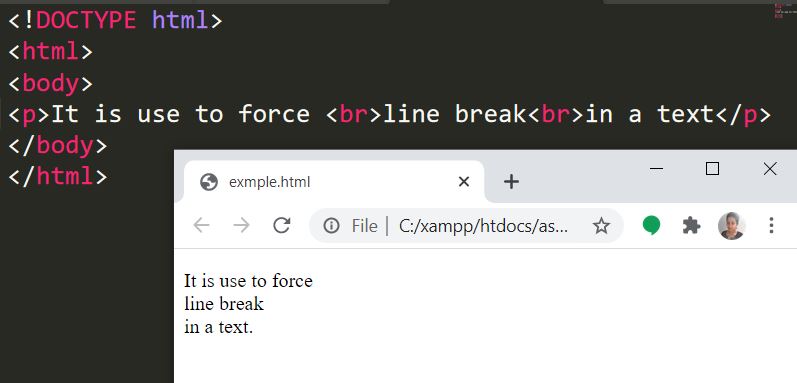 <!DOCTYPE html>
<html>
<body>
<p>It is use to force <br>line break<br>in a text</p>
</body>
</html>
exmple.html
File | C:/xampp/htdocs/as...
It is use to force
line break
in a text.